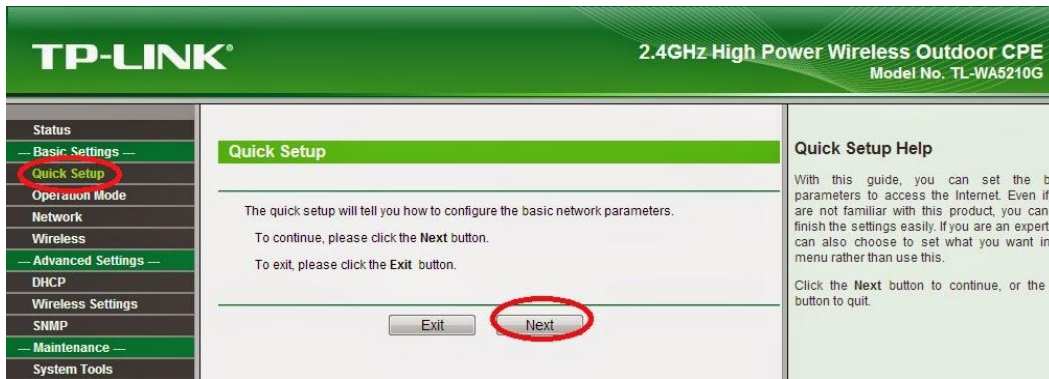 TP-LINK®
2.4GHz High Power Wireless Outdoor CPE
Model No. TL-WA5210G
Status
--- Basic Settings ---
Quick Setup
Operation Mode
Network
Wireless
--- Advanced Settings ---
DHCP
Wireless Settings
SNMP
--- Maintenance ---
System Tools
Quick Setup
The quick setup will tell you how to configure the basic network parameters.
To continue, please click the Next button.
To exit, please click the Exit button.
Exit
Next
Quick Setup Help
With this guide, you can set the
parameters to access the Internet. Even if
are not familiar with this product, you can
finish the settings easily. If you are an expert
can also choose to set what you want in
menu rather than use this.
Click the Next button to continue, or the
button to quit.